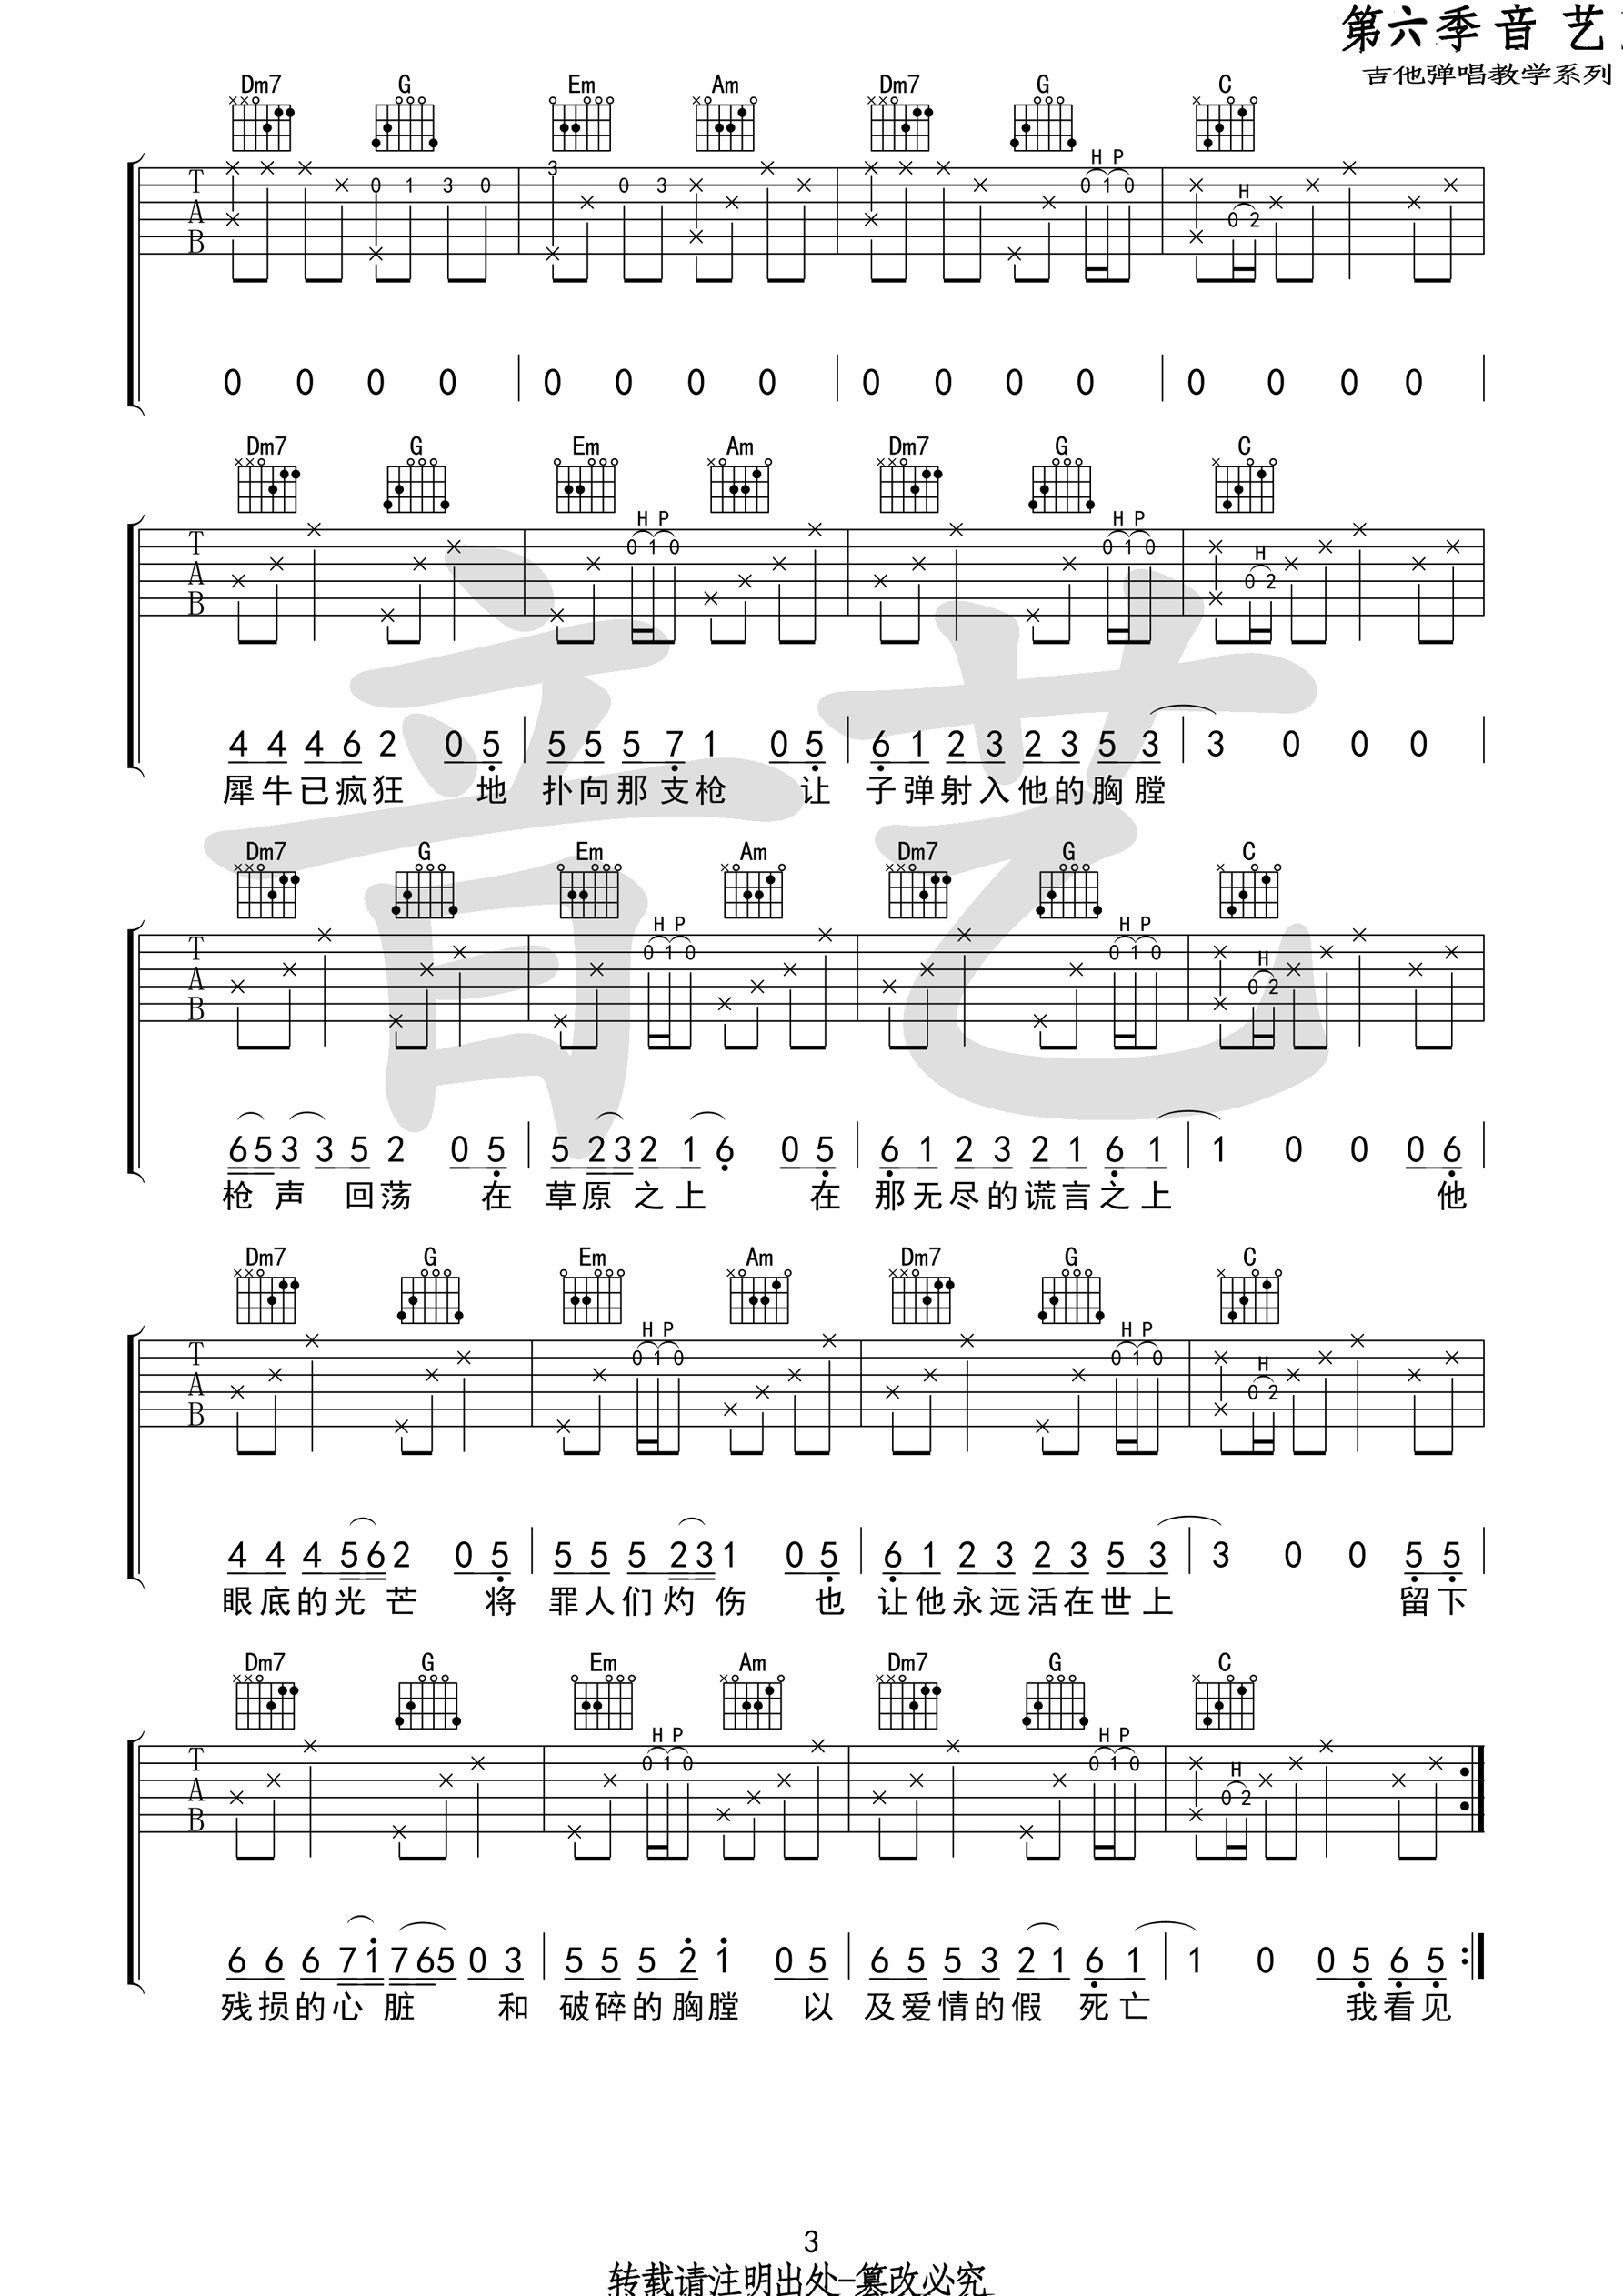 第六季音 艺
吉他弹唱教学系列
Dm7 G Em Am Dm7 G C
H P
H
T
A
B
0 1 3 0 3 0 3 0 1 0 0 2
0 0 0 0 0 0 0 0 0 0 0 0 0 0 0 0
Dm7 G Em Am Dm7 G C
H P H P
H
T
A
B
0 1 0 0 1 0 0 2
4 4 4 6 2 0 5 5 5 5 7 1 0 5 6 1 2 3 2 3 5 3 3 0 0 0
犀牛已疯狂 地 扑向那支枪 让 子弹射入他的胸膛
Dm7 G Em Am Dm7 G C
H P H P
H
T
A
B
0 1 0 0 1 0 0 2
6 5 3 3 5 2 0 5 5 2 3 2 1 6 0 5 6 1 2 3 2 1 6 1 1 0 0 0 6
枪 声 回荡 在 草原 之上 在 那无尽的谎言之上 他
Dm7 G Em Am Dm7 G C
H P H P
H
T
A
B
0 1 0 0 1 0 0 2
4 4 4 5 6 2 0 5 5 5 5 2 3 1 0 5 6 1 2 3 2 3 5 3 3 0 0 5 5
眼底的光 芒 将 罪人们灼 伤 也 让他永远活在世上 留下
Dm7 G Em Am Dm7 G C
H P H P
H
T
A
B
0 1 0 0 1 0 0 2
6 6 6 7 1 7 6 5 0 3 5 5 5 2 1 0 5 6 5 5 3 2 1 6 1 1 0 0 5 6 5
残损的心 脏 和 破碎的胸膛 以 及爱情的假 死亡 我看见
音艺
3
转载请注明出处-篡改必究